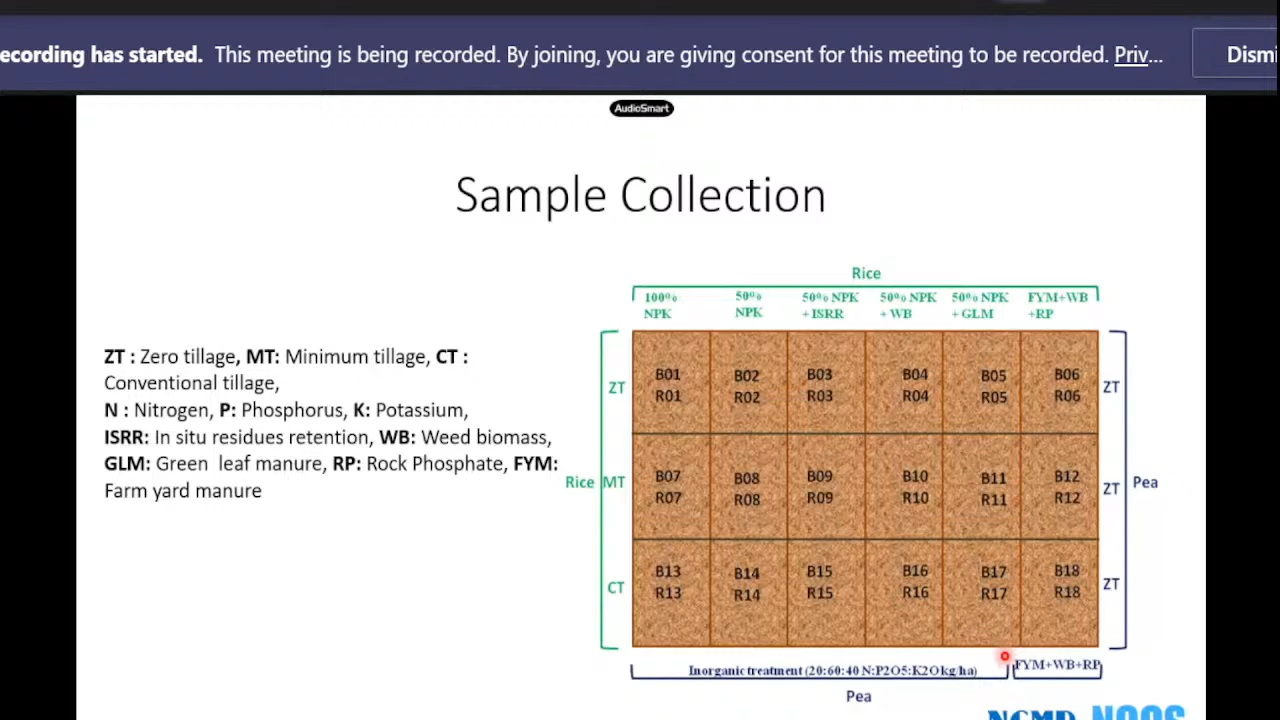 ecording has started. This meeting is being recorded. By joining, you are giving consent for this meeting to be recorded. Priv... Dismi
AudioSmart
Sample Collection
ZT : Zero tillage, MT: Minimum tillage, CT :
Conventional tillage,
N : Nitrogen, P: Phosphorus, K: Potassium,
ISRR: In situ residues retention, WB: Weed biomass,
GLM: Green leaf manure, RP: Rock Phosphate, FYM:
Farm yard manure
Rice
100% 50% 50% NPK 50% NPK 50% NPK FYM+WB
NPK NPK + ISRR + WB + GLM +RP
ZT B01 B02 B03 B04 B05 B06 ZT
R01 R02 R03 R04 R05 R06
Rice MT B07 B08 B09 B10 B11 B12 ZT Pea
R07 R08 R09 R10 R11 R12
CT B13 B14 B15 B16 B17 B18 ZT
R13 R14 R15 R16 R17 R18
Inorganic treatment (20:60:40 N:P2O5:K2O kg/ha) FYM+WB+RP
Pea